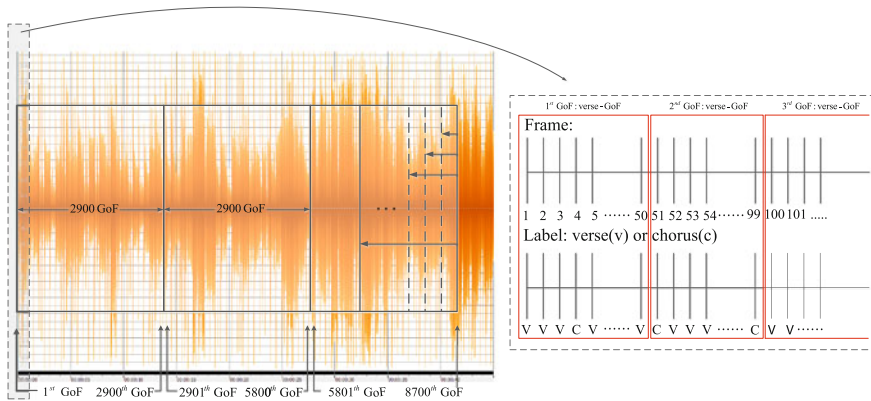 2900 GoF 2900 GoF ...
1st GoF 2900th GoF 2901th GoF 5800th GoF 5801th GoF 8700th GoF
1st GoF : verse-GoF 2nd GoF : verse-GoF 3rd GoF : verse-GoF
Frame:
1 2 3 4 5 ...... 50 51 52 53 54 ...... 99 100 101 .....
Label: verse(v) or chorus(c)
V V V C V ...... V C V V V ...... C V V ......